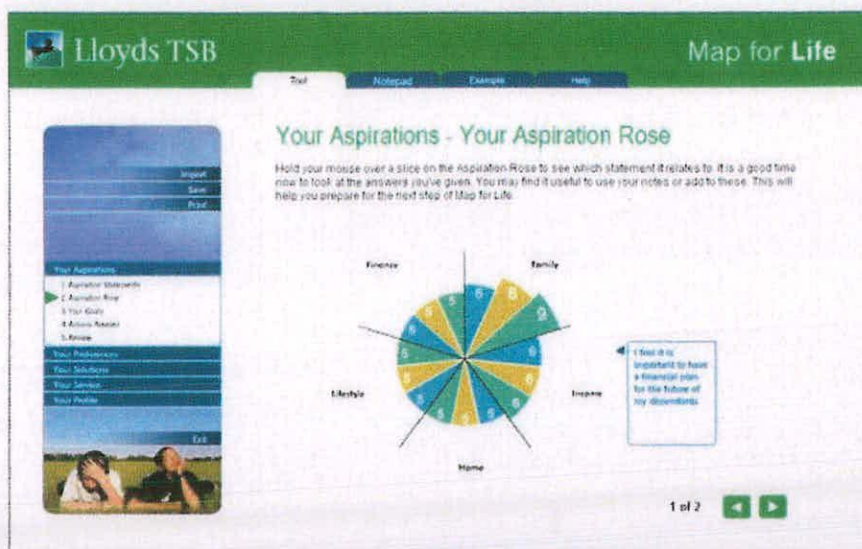 Lloyds TSB
Map for Life
Tool
Notepad
Example
Help
Your Aspirations - Your Aspiration Rose
Hold your mouse over a slice on the Aspiration Rose to see which statement it relates to. It is a good time
now to look at the answers you've given. You may find it useful to use your notes or add to these. This will
help you prepare for the next step of Map for Life.
Import
Save
Print
Your Aspirations
1 Aspiration Statements
2 Aspiration Rose
3 Your Goals
4 Actions Needed
5 Review
Your Preferences
Your Solutions
Your Service
Your Profile
Exit
Finance
Family
Lifestyle
Income
Home
8
9
I feel it is
important to have
a financial plan
for the future of
my dependents
1 of 2